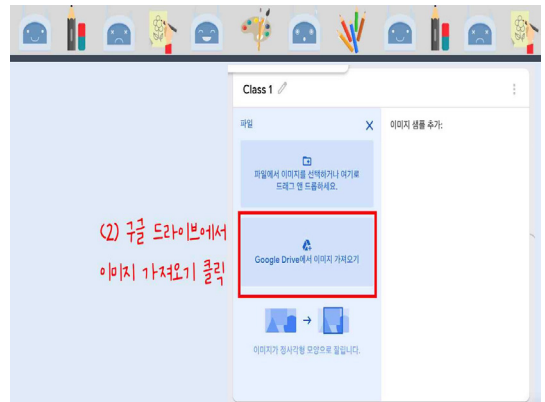 Class 1
파일
이미지 샘플 추가:
파일에서 이미지를 선택하거나 여기로
드래그 앤 드롭하세요.
(2) 구글 드라이브에서
이미지 가져오기 클릭
Google Drive에서 이미지 가져오기
이미지가 정사각형 모양으로 잘립니다.